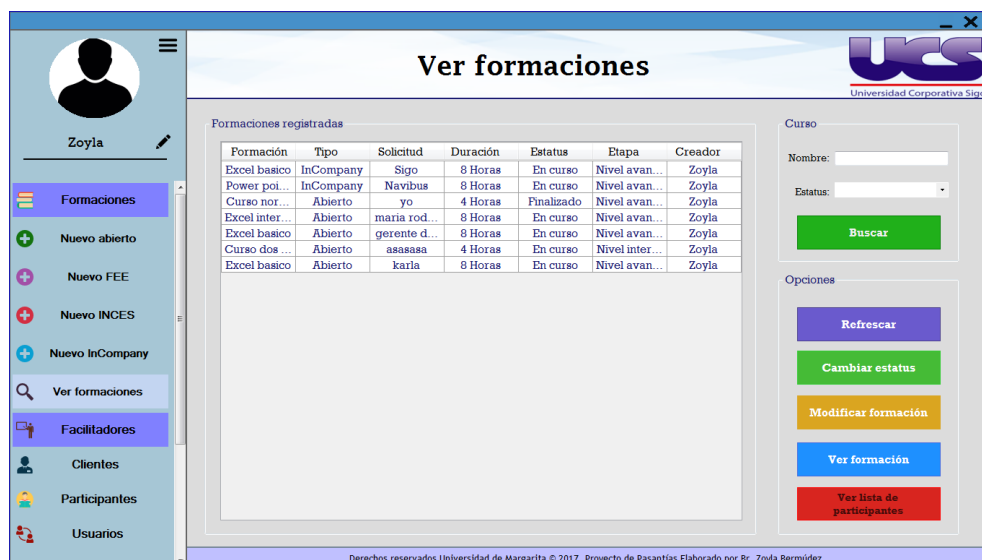 Ver formaciones
UCS
Universidad Corporativa Sigo
Zoyla
Formaciones
Nuevo abierto
Nuevo FEE
Nuevo INCES
Nuevo InCompany
Ver formaciones
Facilitadores
Clientes
Participantes
Usuarios
Formaciones registradas
Formación Tipo Solicitud Duración Estatus Etapa Creador
Excel basico InCompany Sigo 8 Horas En curso Nivel avan... Zoyla
Power poi... InCompany Navibus 8 Horas En curso Nivel avan... Zoyla
Curso nor... Abierto yo 4 Horas Finalizado Nivel avan... Zoyla
Excel inter... Abierto maria rod... 8 Horas En curso Nivel avan... Zoyla
Excel basico Abierto gerente d... 8 Horas En curso Nivel avan... Zoyla
Curso dos ... Abierto asasasa 4 Horas En curso Nivel inter... Zoyla
Excel basico Abierto karla 8 Horas En curso Nivel avan... Zoyla
Curso
Nombre:
Estatus:
Buscar
Opciones
Refrescar
Cambiar estatus
Modificar formación
Ver formación
Ver lista de
participantes
Derechos reservados Universidad de Margarita © 2017. Proyecto de Pasantías Elaborado por Br. Zoyla Bermúdez